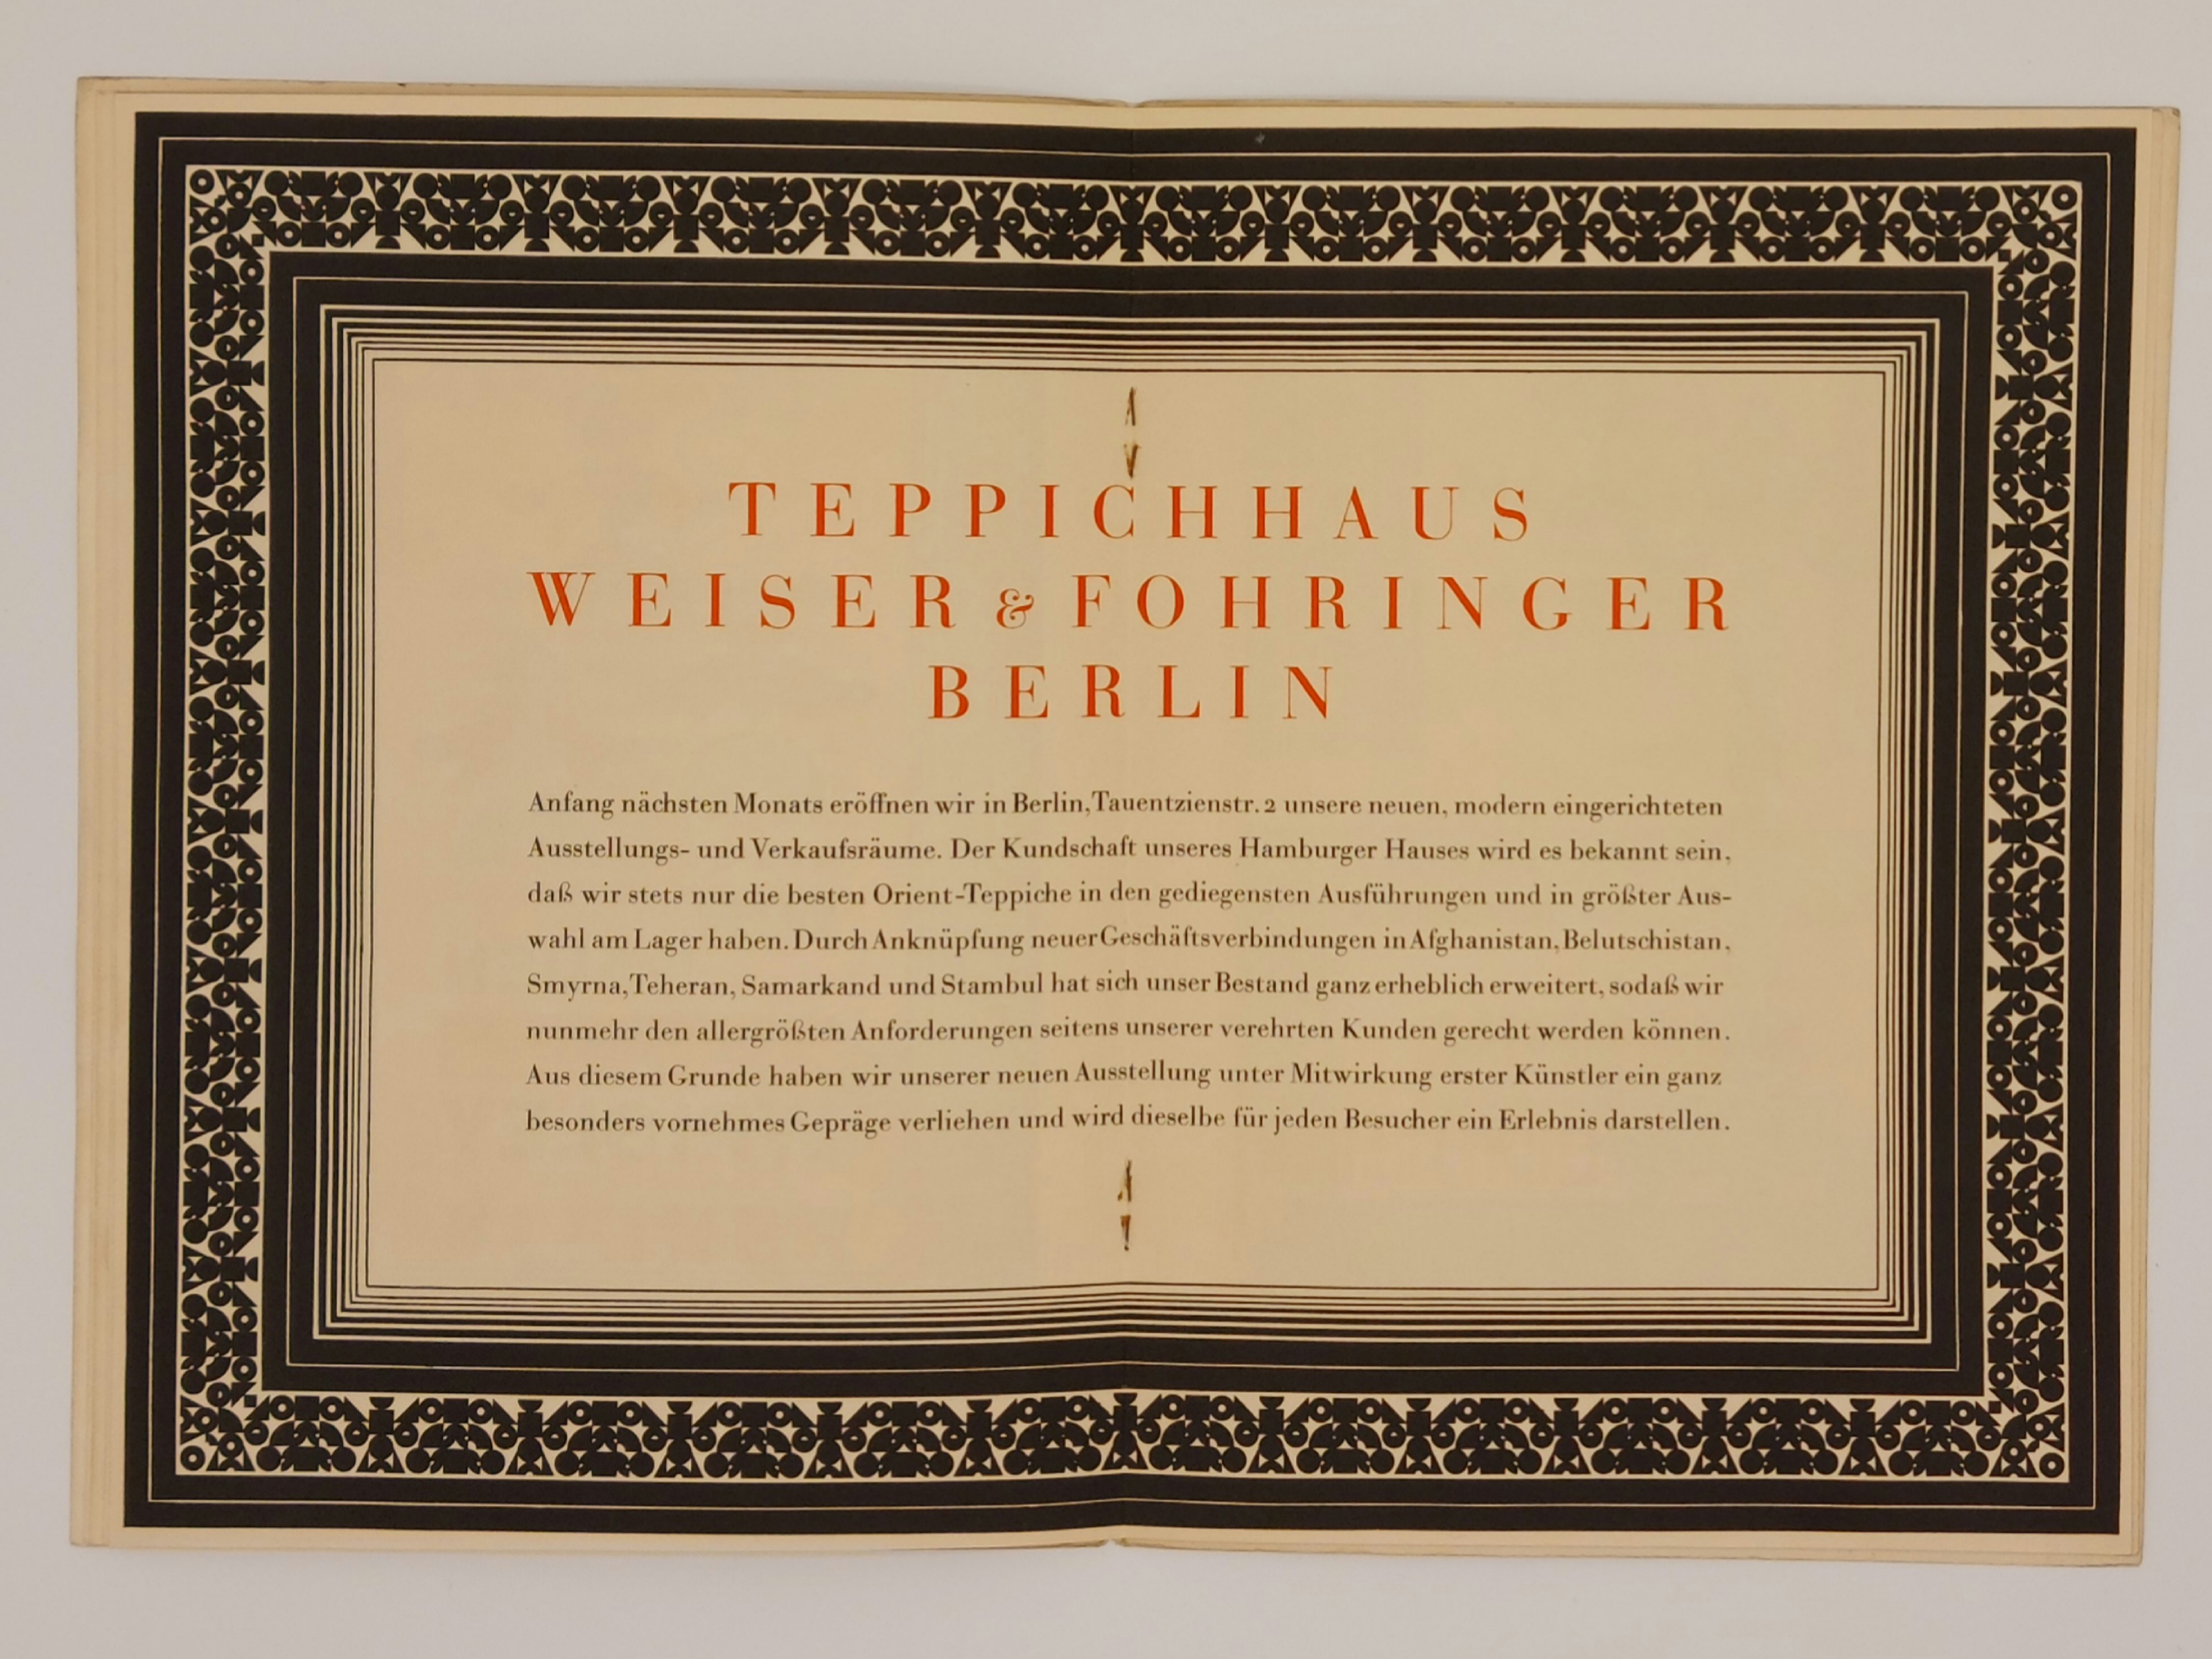 TEPPICHHAUS
WEISER & FOHRINGER
BERLIN
Anfang nächsten Monats eröffnen wir in Berlin, Tauentzienstr. 2 unsere neuen, modern eingerichteten
Ausstellungs- und Verkaufsräume. Der Kundschaft unseres Hamburger Hauses wird es bekannt sein,
daß wir stets nur die besten Orient-Teppiche in den gediegensten Ausführungen und in größter Aus-
wahl am Lager haben. Durch Anknüpfung neuer Geschäftsverbindungen in Afghanistan, Belutschistan,
Smyrna, Teheran, Samarkand und Stambul hat sich unser Bestand ganz erheblich erweitert, sodaß wir
nunmehr den allergrößten Anforderungen seitens unserer verehrten Kunden gerecht werden können.
Aus diesem Grunde haben wir unserer neuen Ausstellung unter Mitwirkung erster Künstler ein ganz
besonders vornehmes Gepräge verliehen und wird dieselbe für jeden Besucher ein Erlebnis darstellen.